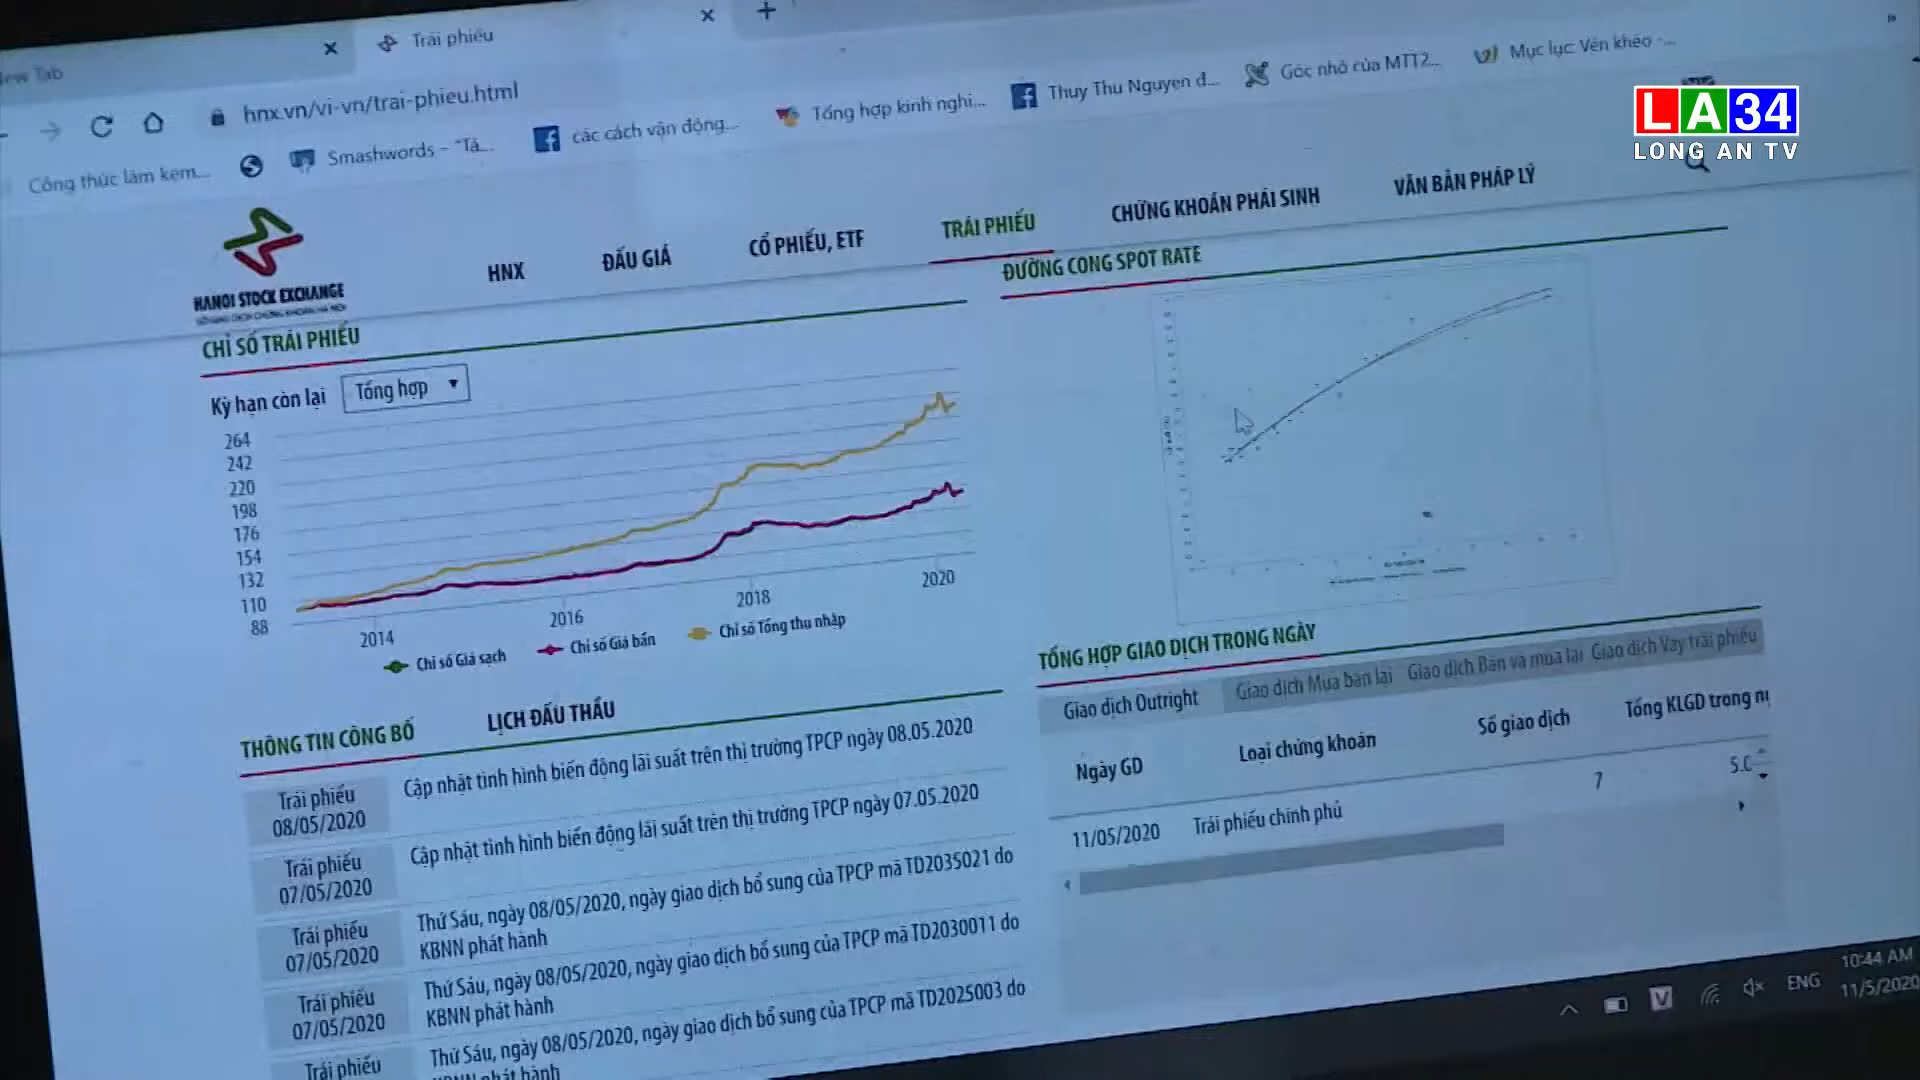 New Tab
Trái phiếu
hnx.vn/vi-vn/trai-phieu.html
Công thức làm kem...
Smashwords – "Tả...
các cách vận động...
Tổng hợp kinh nghi...
Thuy Thu Nguyen đ...
Góc nhỏ của MTT2...
Mục lục: Vén khéo -...
LA34
LONG AN TV
HANOI STOCK EXCHANGE
HNX
ĐẤU GIÁ
CỔ PHIẾU, ETF
TRÁI PHIẾU
CHỨNG KHOÁN PHÁI SINH
VĂN BẢN PHÁP LÝ
CHỈ SỐ TRÁI PHIẾU
Kỳ hạn còn lại Tổng hợp
264
242
220
198
176
154
132
110
88
2014 2016 2018 2020
Chỉ số Giá sạch Chỉ số Giá bẩn Chỉ số Tổng thu nhập
ĐƯỜNG CONG SPOT RATE
THÔNG TIN CÔNG BỐ LỊCH ĐẤU THẦU
Trái phiếu
08/05/2020
Cập nhật tình hình biến động lãi suất trên thị trường TPCP ngày 08.05.2020
Trái phiếu
07/05/2020
Cập nhật tình hình biến động lãi suất trên thị trường TPCP ngày 07.05.2020
Trái phiếu
07/05/2020
Thứ Sáu, ngày 08/05/2020, ngày giao dịch bổ sung của TPCP mã TD2035021 do
KBNN phát hành
Trái phiếu
07/05/2020
Thứ Sáu, ngày 08/05/2020, ngày giao dịch bổ sung của TPCP mã TD2030011 do
KBNN phát hành
Trái phiếu
Thứ Sáu, ngày 08/05/2020, ngày giao dịch bổ sung của TPCP mã TD2025003 do
KBNN phát hành
TỔNG HỢP GIAO DỊCH TRONG NGÀY
Giao dịch Outright Giao dịch Mua bán lại Giao dịch Bán và mua lại Giao dịch Vay trái phiếu
Ngày GD Loại chứng khoán Số giao dịch Tổng KLGD trong
11/05/2020 Trái phiếu chính phủ 7 5.0
ENG
10:44 AM
11/5/2020